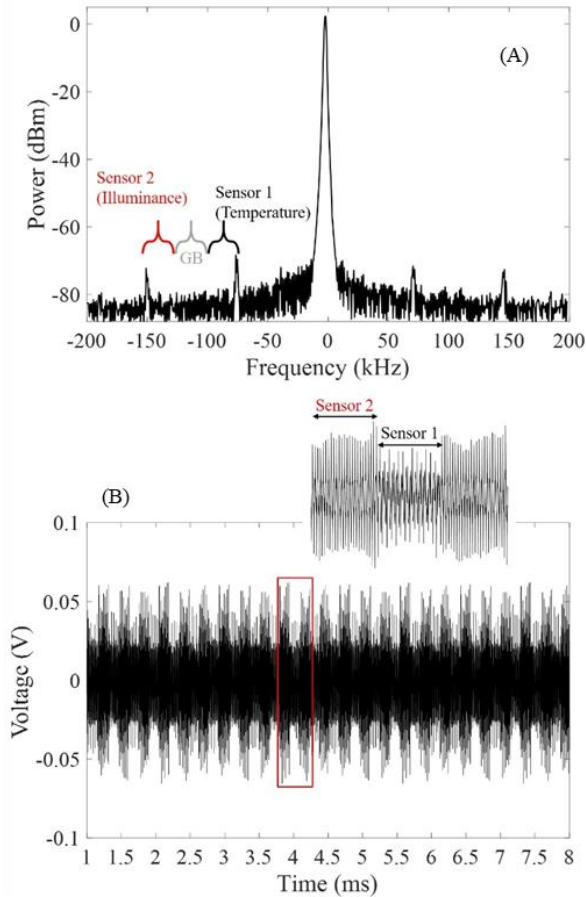 (A)
0
-20
-40
-60
-80
Power (dBm)
Sensor 2
(Illuminance)
Sensor 1
(Temperature)
GB
-200 -150 -100 -50 0 50 100 150 200
Frequency (kHz)
Sensor 2
Sensor 1
(B)
0.1
0.05
0
-0.05
-0.1
Voltage (V)
1 1.5 2 2.5 3 3.5 4 4.5 5 5.5 6 6.5 7 7.5 8
Time (ms)